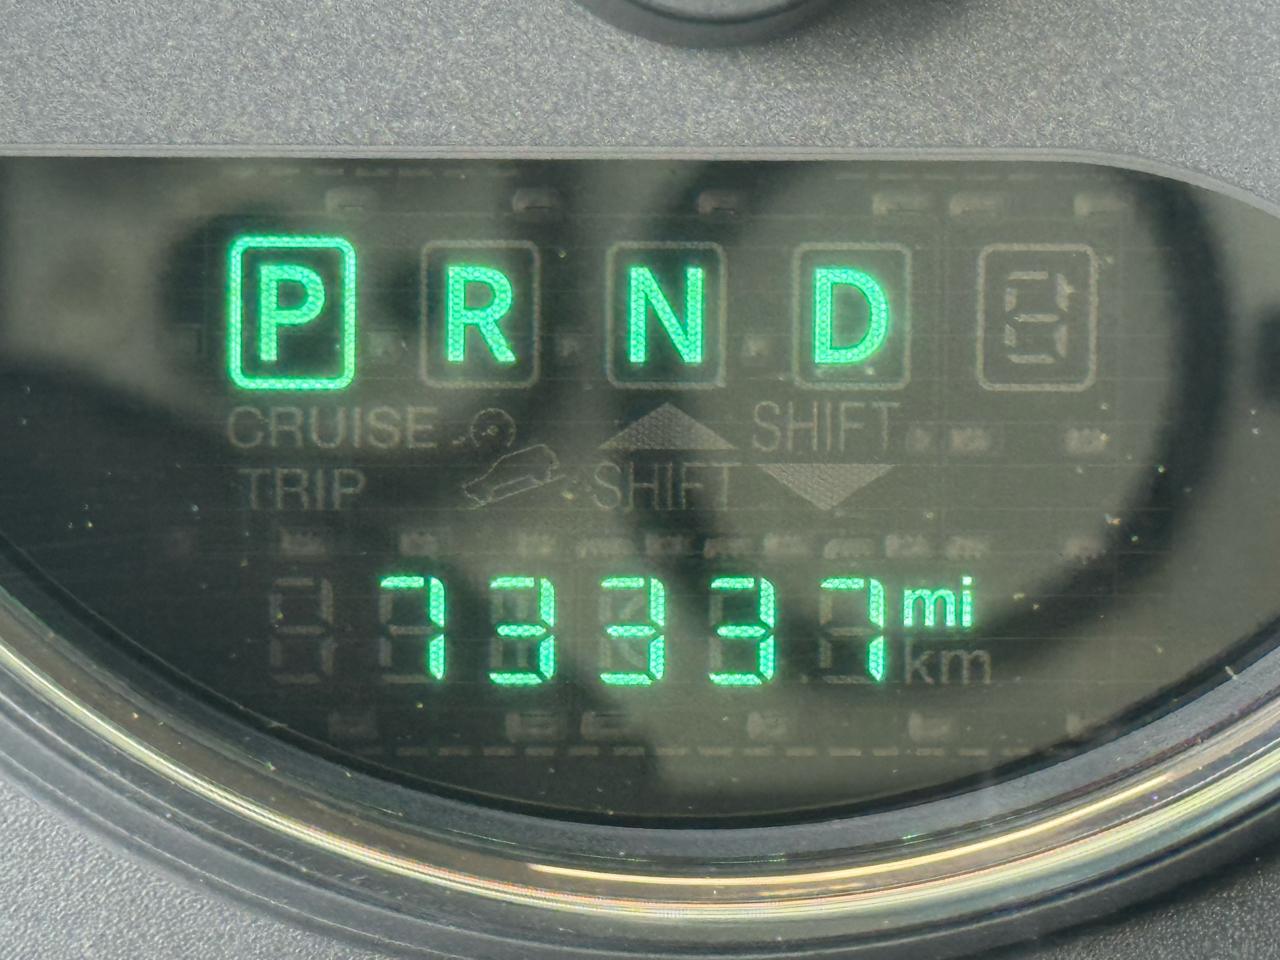 P R N D
CRUISE SHIFT
TRIP SHIFT
73337 mi
km